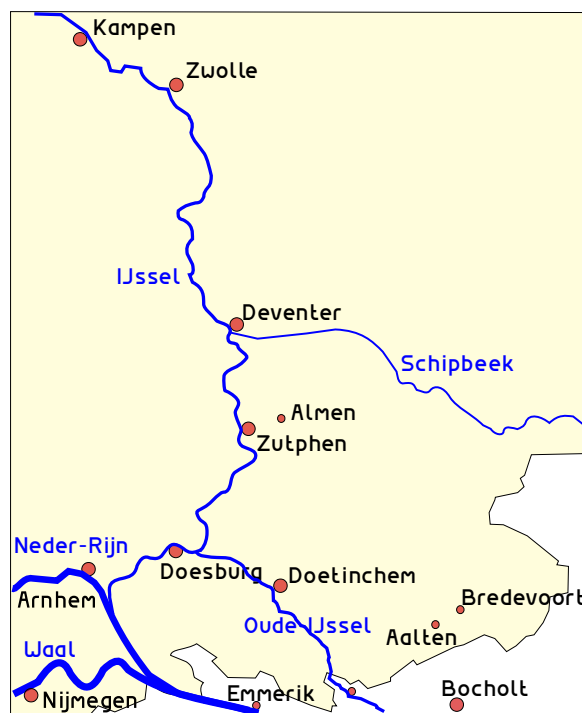 Kampen
Zwolle
IJssel
Deventer
Schipbeek
Almen
Zutphen
Neder-Rijn
Doesburg
Doetinchem
Arnhem
Bredevoort
Oude IJssel
Aalten
Waal
Emmerik
Nijmegen
Bocholt